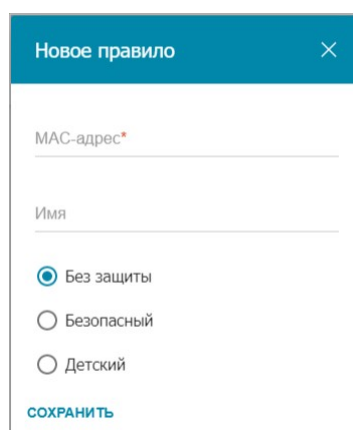 Новое правило
MAC-адрес*
Имя
Без защиты
Безопасный
Детский
СОХРАНИТЬ